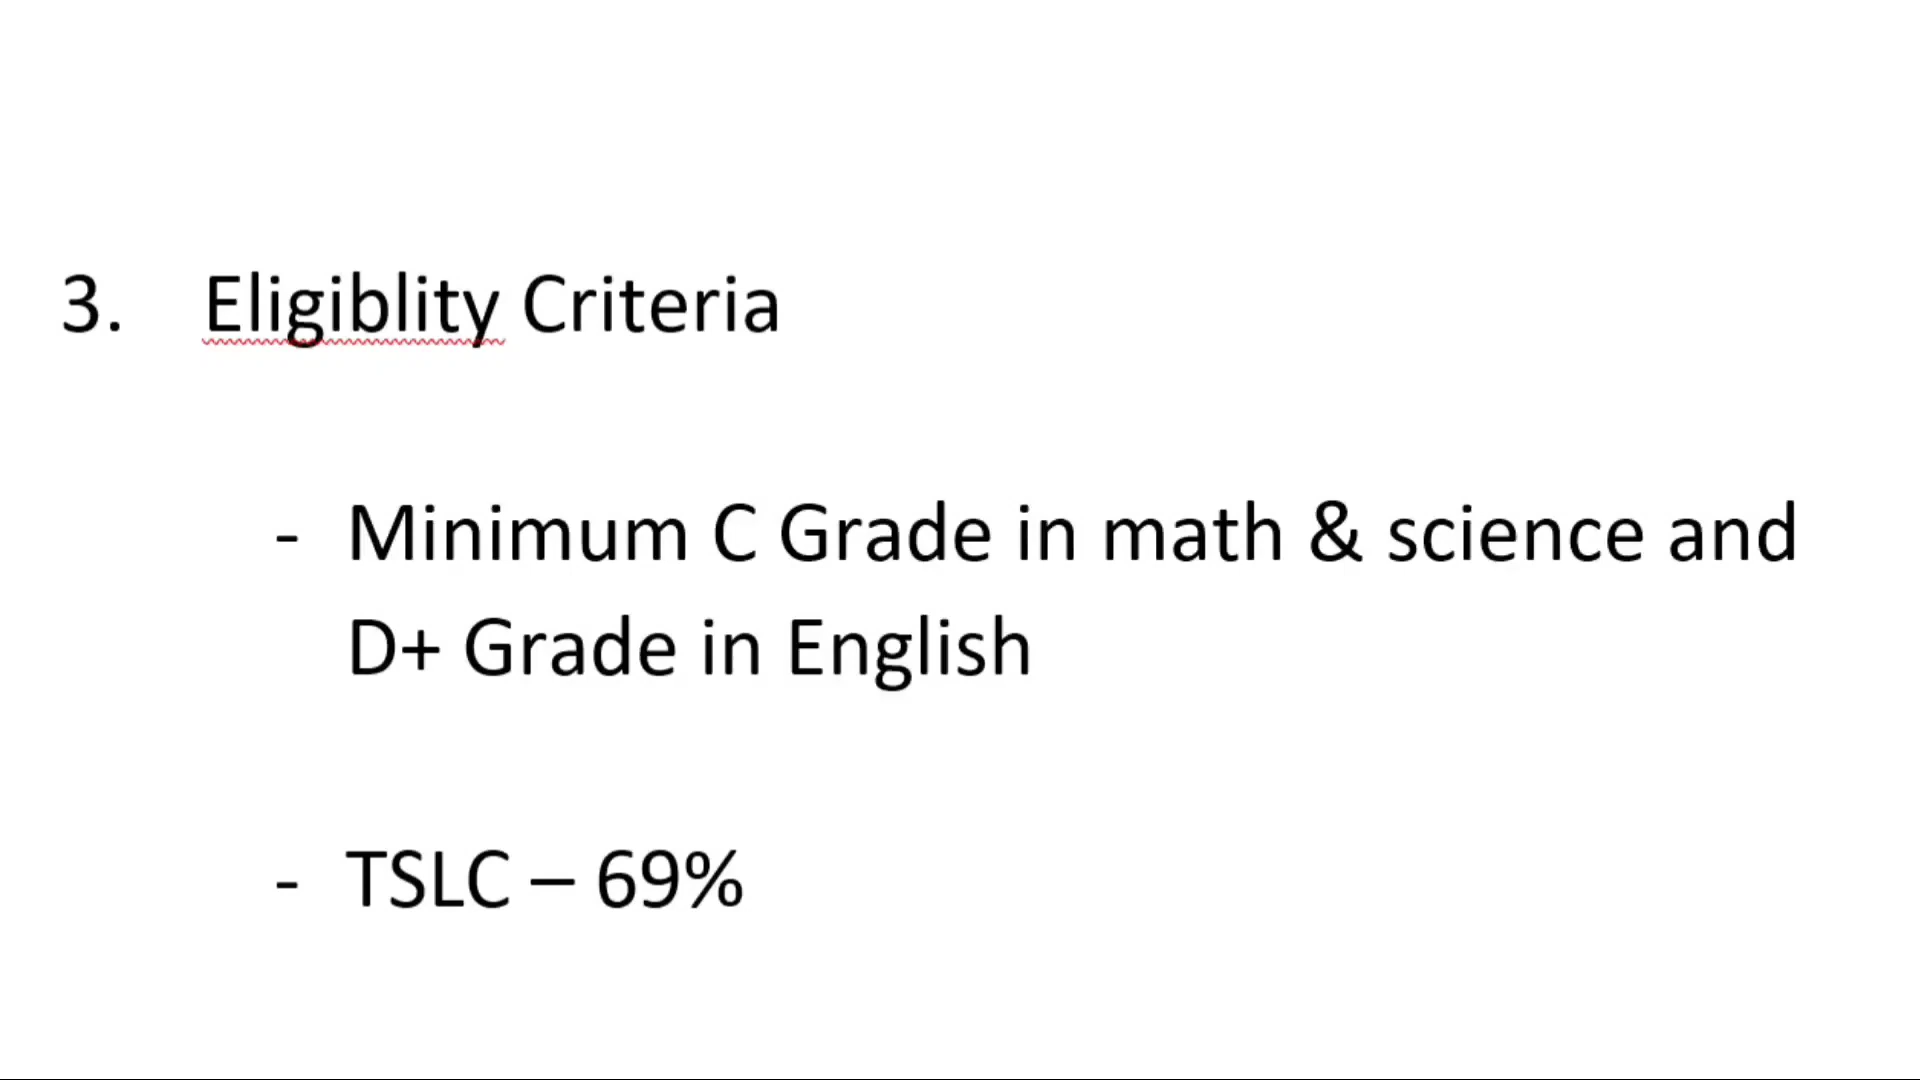 3. Eligiblity Criteria
- Minimum C Grade in math & science and
D+ Grade in English
- TSLC – 69%